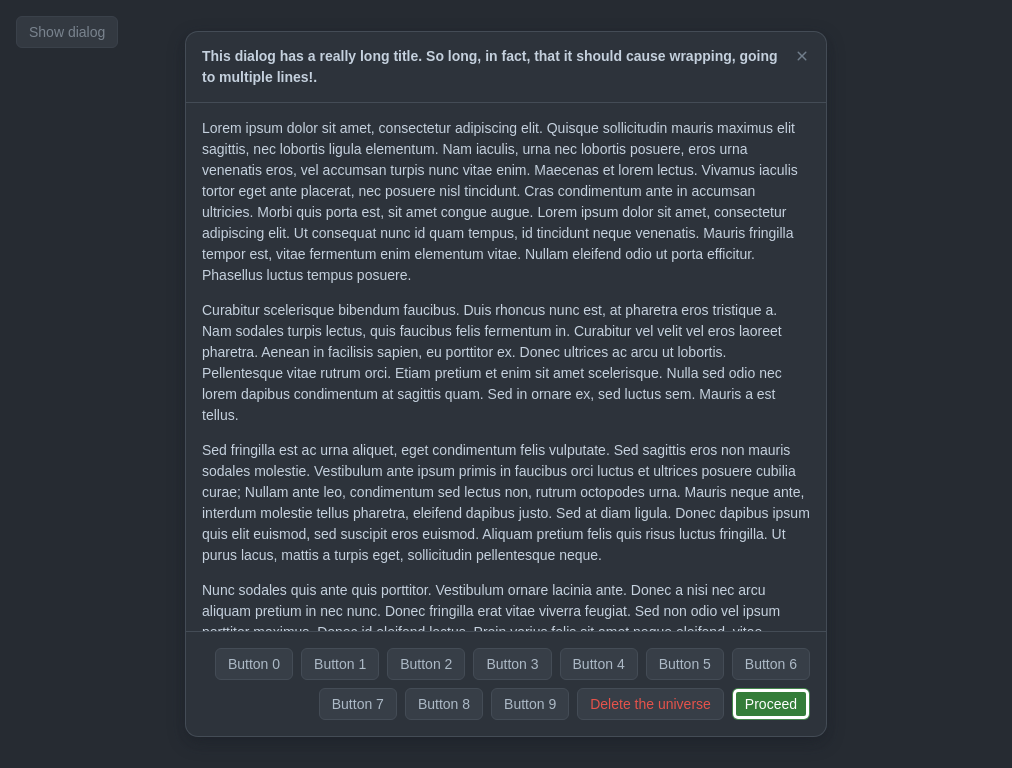 Show dialog
This dialog has a really long title. So long, in fact, that it should cause wrapping, going
to multiple lines!.
Lorem ipsum dolor sit amet, consectetur adipiscing elit. Quisque sollicitudin mauris maximus elit
sagittis, nec lobortis ligula elementum. Nam iaculis, urna nec lobortis posuere, eros urna
venenatis eros, vel accumsan turpis nunc vitae enim. Maecenas et lorem lectus. Vivamus iaculis
tortor eget ante placerat, nec posuere nisl tincidunt. Cras condimentum ante in accumsan
ultricies. Morbi quis porta est, sit amet congue augue. Lorem ipsum dolor sit amet, consectetur
adipiscing elit. Ut consequat nunc id quam tempus, id tincidunt neque venenatis. Mauris fringilla
tempor est, vitae fermentum enim elementum vitae. Nullam eleifend odio ut porta efficitur.
Phasellus luctus tempus posuere.
Curabitur scelerisque bibendum faucibus. Duis rhoncus nunc est, at pharetra eros tristique a.
Nam sodales turpis lectus, quis faucibus felis fermentum in. Curabitur vel velit vel eros laoreet
pharetra. Aenean in facilisis sapien, eu porttitor ex. Donec ultrices ac arcu ut lobortis.
Pellentesque vitae rutrum orci. Etiam pretium et enim sit amet scelerisque. Nulla sed odio nec
lorem dapibus condimentum at sagittis quam. Sed in ornare ex, sed luctus sem. Mauris a est
tellus.
Sed fringilla est ac urna aliquet, eget condimentum felis vulputate. Sed sagittis eros non mauris
sodales molestie. Vestibulum ante ipsum primis in faucibus orci luctus et ultrices posuere cubilia
curae; Nullam ante leo, condimentum sed lectus non, rutrum octopodes urna. Mauris neque ante,
interdum molestie tellus pharetra, eleifend dapibus justo. Sed at diam ligula. Donec dapibus ipsum
quis elit euismod, sed suscipit eros euismod. Aliquam pretium felis quis risus luctus fringilla. Ut
purus lacus, mattis a turpis eget, sollicitudin pellentesque neque.
Nunc sodales quis ante quis porttitor. Vestibulum ornare lacinia ante. Donec a nisi nec arcu
aliquam pretium in nec nunc. Donec fringilla erat vitae viverra feugiat. Sed non odio vel ipsum
porttitor maximus. Donec id eleifend lectus. Proin varius felis sit amet neque eleifend, vitae
Button 0 Button 1 Button 2 Button 3 Button 4 Button 5 Button 6
Button 7 Button 8 Button 9 Delete the universe Proceed